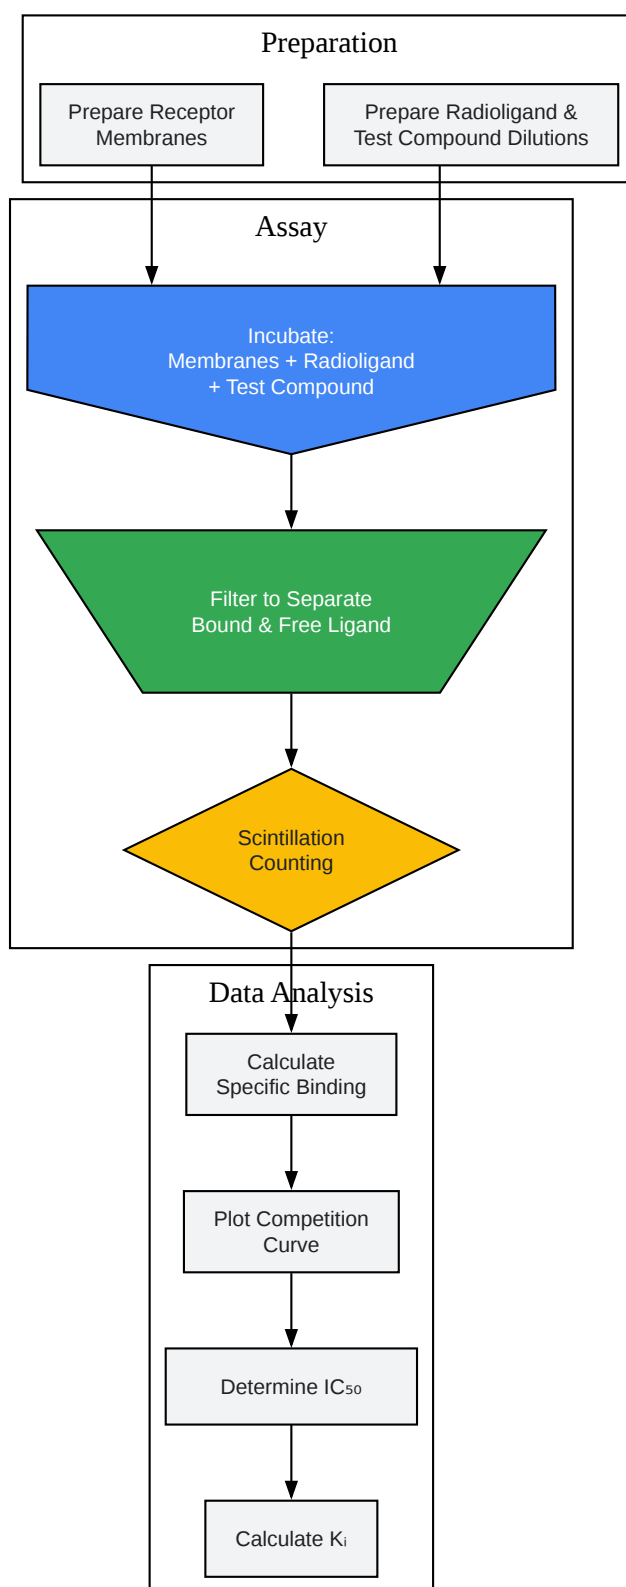 Preparation
Prepare Receptor
Membranes
Prepare Radioligand &
Test Compound Dilutions
Assay
Incubate:
Membranes + Radioligand
+ Test Compound
Filter to Separate
Bound & Free Ligand
Scintillation
Counting
Data Analysis
Calculate
Specific Binding
Plot Competition
Curve
Determine IC₅₀
Calculate Kᵢ